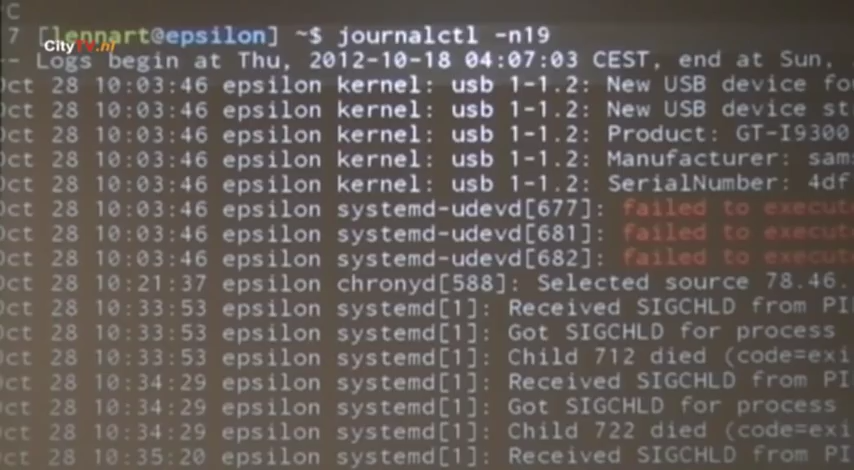 C
7 [lennart@epsilon] ~$ journalctl -n19
CityTV.nl
-- Logs begin at Thu, 2012-10-18 04:07:03 CEST, end at Sun,
Oct 28 10:03:46 epsilon kernel: usb 1-1.2: New USB device fou
Oct 28 10:03:46 epsilon kernel: usb 1-1.2: New USB device st
Oct 28 10:03:46 epsilon kernel: usb 1-1.2: Product: GT-I9300
Oct 28 10:03:46 epsilon kernel: usb 1-1.2: Manufacturer: sam
Oct 28 10:03:46 epsilon kernel: usb 1-1.2: SerialNumber: 4df
Oct 28 10:03:46 epsilon systemd-udevd[677]: failed to execute
Oct 28 10:03:46 epsilon systemd-udevd[681]: failed to execute
Oct 28 10:03:46 epsilon systemd-udevd[682]: failed to execute
Oct 28 10:21:37 epsilon chronyd[588]: Selected source 78.46.
Oct 28 10:33:53 epsilon systemd[1]: Received SIGCHLD from PI
Oct 28 10:33:53 epsilon systemd[1]: Got SIGCHLD for process
Oct 28 10:33:53 epsilon systemd[1]: Child 712 died (code=exi
Oct 28 10:34:29 epsilon systemd[1]: Received SIGCHLD from PI
Oct 28 10:34:29 epsilon systemd[1]: Got SIGCHLD for process
Oct 28 10:34:29 epsilon systemd[1]: Child 722 died (code=exi
Oct 28 10:35:20 epsilon systemd[1]: Received SIGCHLD from PI